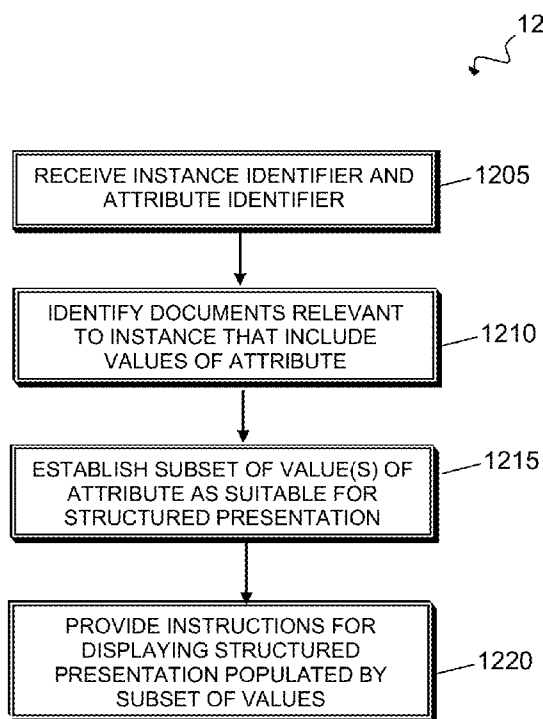 12
RECEIVE INSTANCE IDENTIFIER AND
ATTRIBUTE IDENTIFIER
1205
IDENTIFY DOCUMENTS RELEVANT
TO INSTANCE THAT INCLUDE
VALUES OF ATTRIBUTE
1210
ESTABLISH SUBSET OF VALUE(S) OF
ATTRIBUTE AS SUITABLE FOR
STRUCTURED PRESENTATION
1215
PROVIDE INSTRUCTIONS FOR
DISPLAYING STRUCTURED
PRESENTATION POPULATED BY
SUBSET OF VALUES
1220